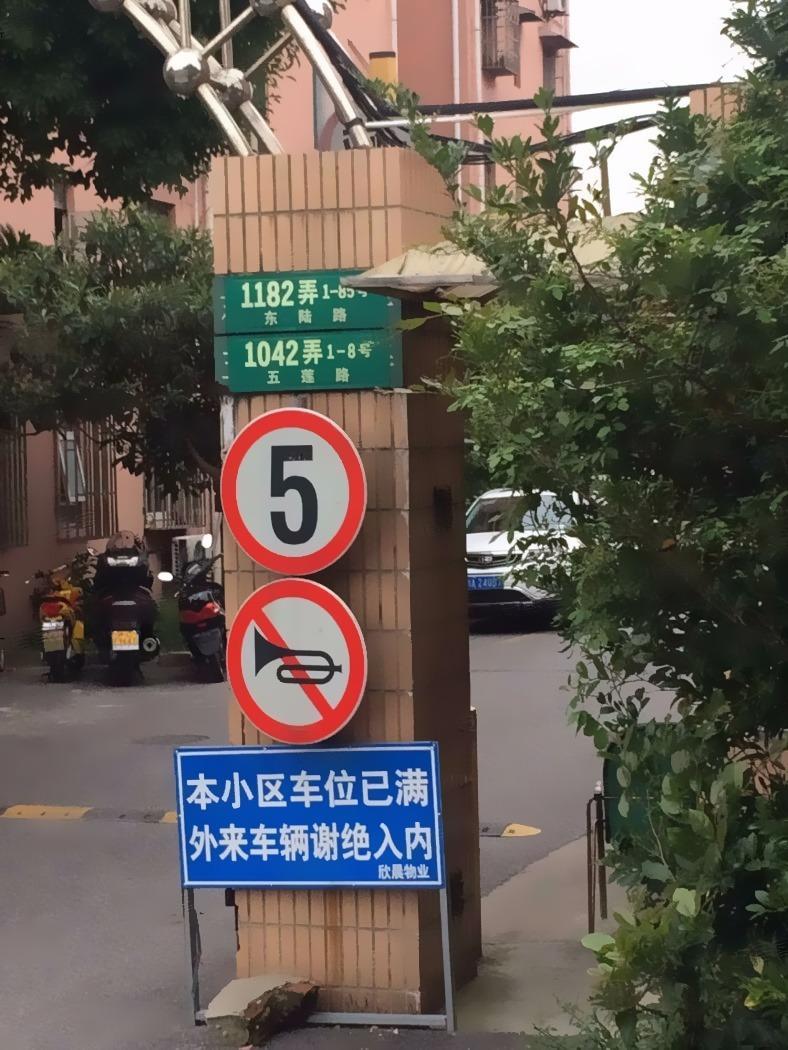 1182弄 1-85号
东陆路
1042弄 1-8号
五莲路
5
本小区车位已满
外来车辆谢绝入内
欣晨物业